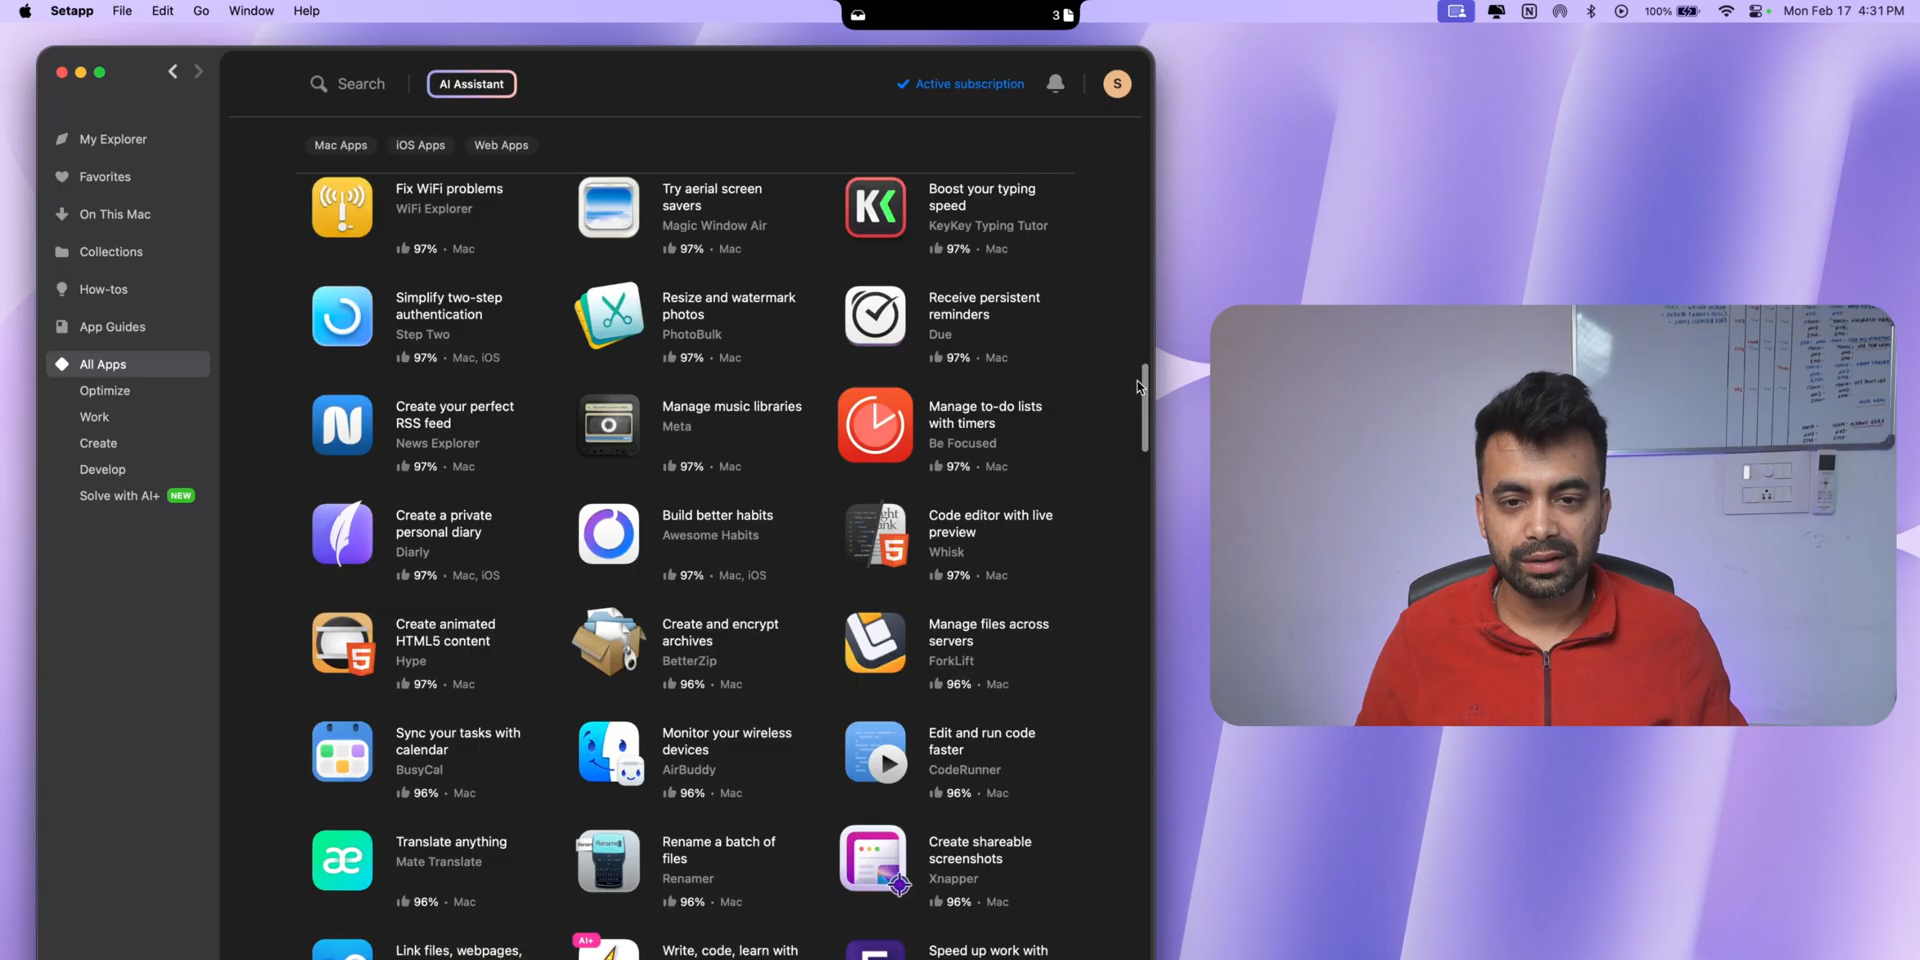 Setapp File Edit Go Window Help
3
100%
Mon Feb 17 4:31 PM
Search
AI Assistant
Active subscription
S
My Explorer
Favorites
On This Mac
Collections
How-tos
App Guides
All Apps
Optimize
Work
Create
Develop
Solve with AI+ NEW
Mac Apps iOS Apps Web Apps
Fix WiFi problems
WiFi Explorer
97% • Mac
Try aerial screen
savers
Magic Window Air
97% • Mac
Boost your typing
speed
KeyKey Typing Tutor
97% • Mac
Simplify two-step
authentication
Step Two
97% • Mac, iOS
Resize and watermark
photos
PhotoBulk
97% • Mac
Receive persistent
reminders
Due
97% • Mac
Create your perfect
RSS feed
News Explorer
97% • Mac
Manage music libraries
Meta
97% • Mac
Manage to-do lists
with timers
Be Focused
97% • Mac
Create a private
personal diary
Diarly
97% • Mac, iOS
Build better habits
Awesome Habits
97% • Mac, iOS
Code editor with live
preview
Whisk
97% • Mac
Create animated
HTML5 content
Hype
97% • Mac
Create and encrypt
archives
BetterZip
96% • Mac
Manage files across
servers
ForkLift
96% • Mac
Sync your tasks with
calendar
BusyCal
96% • Mac
Monitor your wireless
devices
AirBuddy
96% • Mac
Edit and run code
faster
CodeRunner
96% • Mac
æ
Translate anything
Mate Translate
96% • Mac
Rename a batch of
files
Renamer
96% • Mac
Create shareable
screenshots
Xnapper
96% • Mac
Link files, webpages,
AI+
Write, code, learn with
Speed up work with